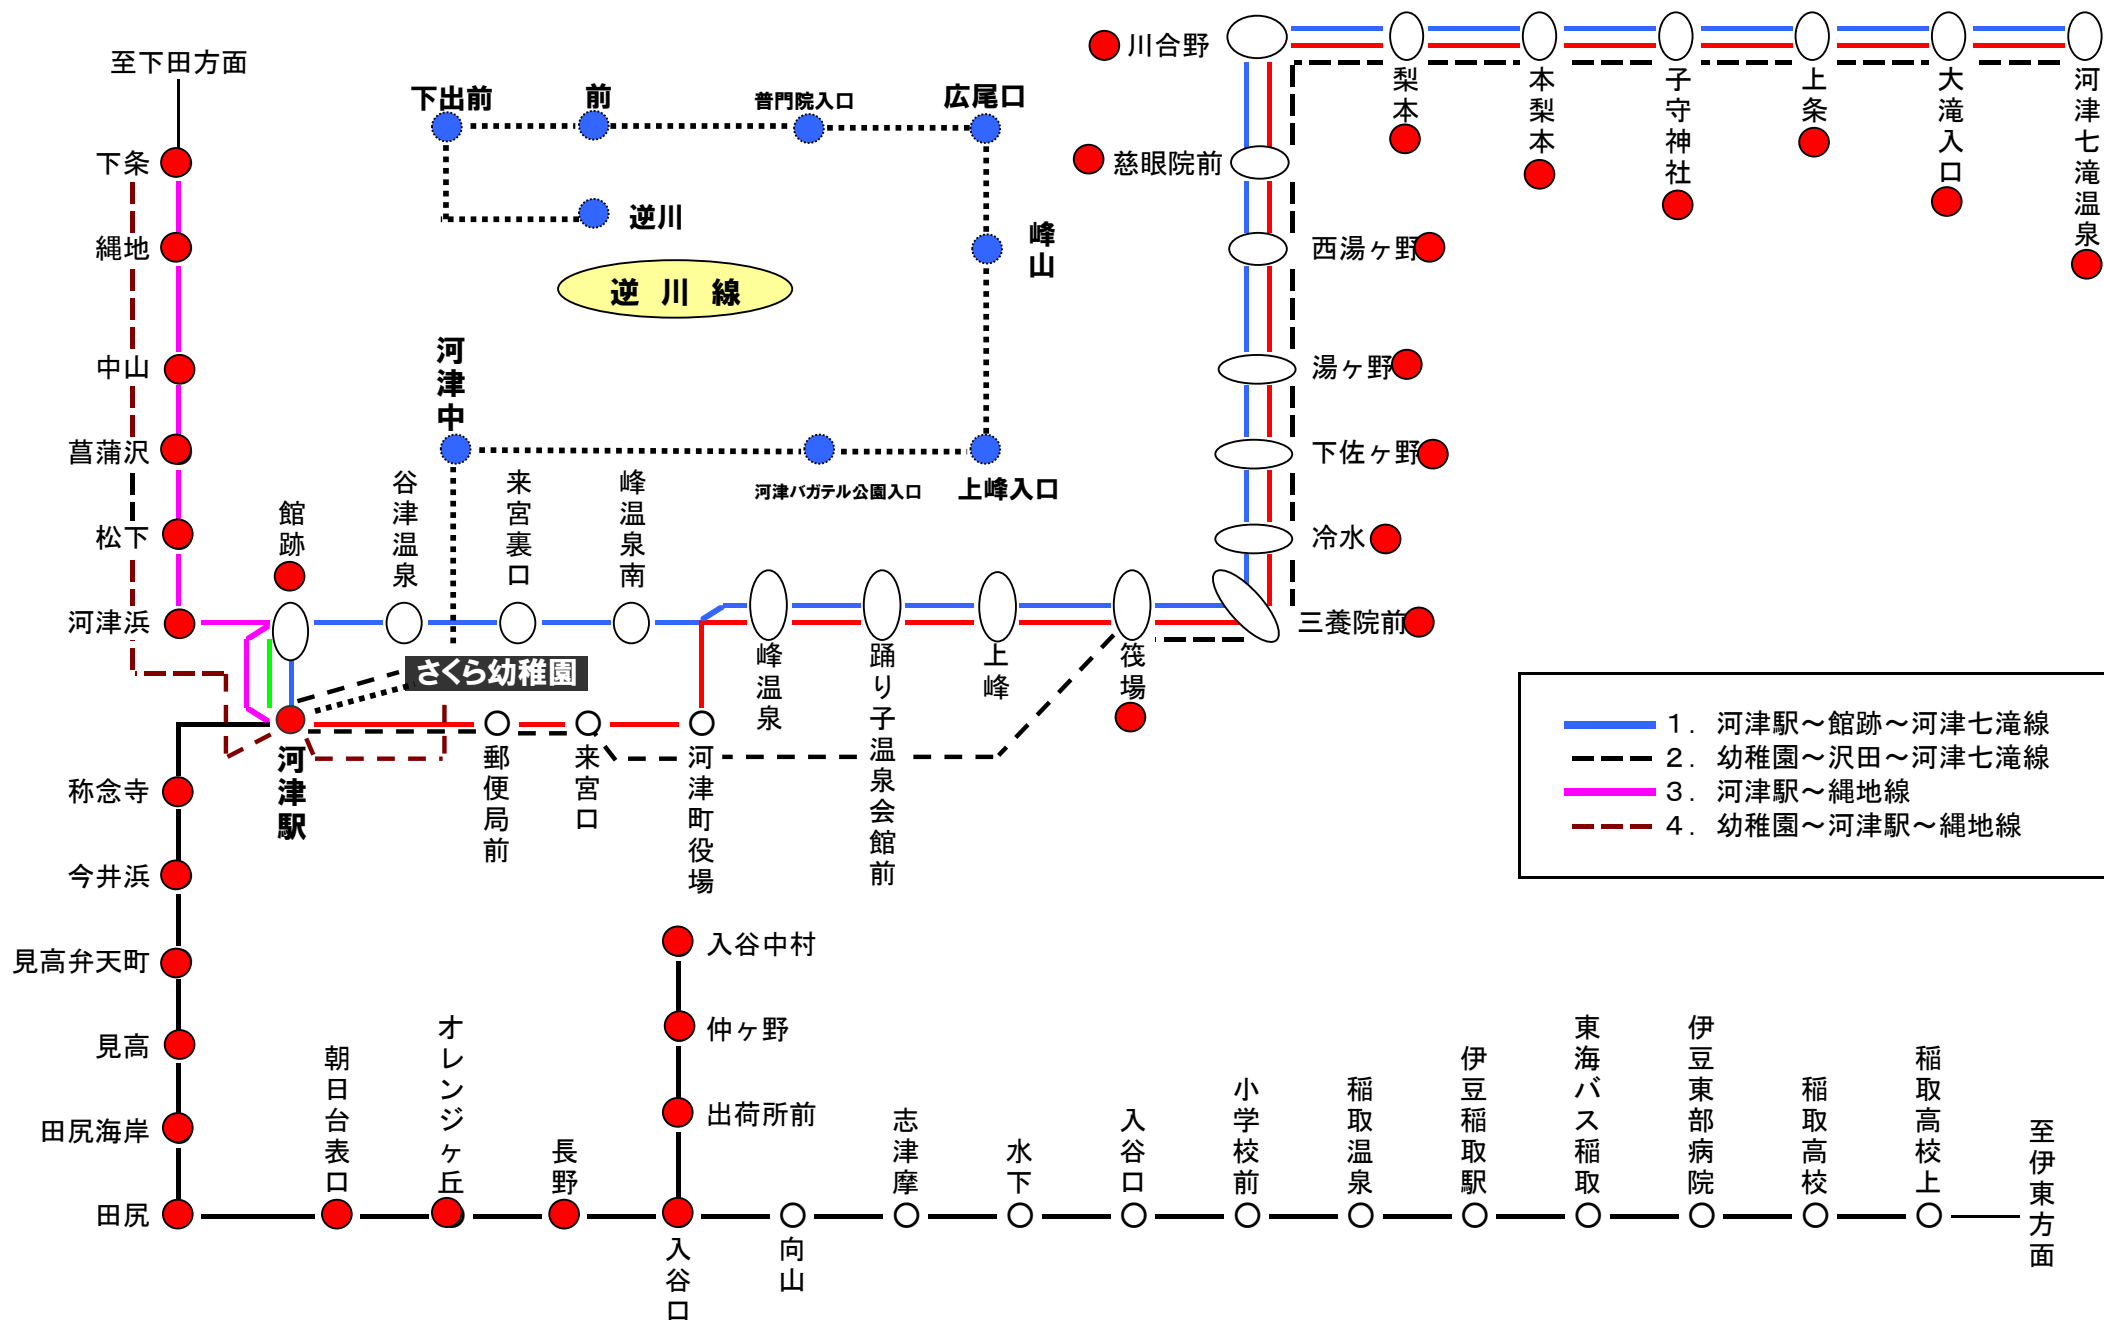 至下田方面
下条
縄地
中山
菖蒲沢
松下
河津浜
下出前
前
普門院入口
広尾口
逆川
峰山
逆川線
河津中
河津バガテル公園入口
上峰入口
館跡
谷津温泉
来宮裏口
峰温泉南
さくら幼稚園
河津駅
郵便局前
来宮口
河津町役場
峰温泉
踊り子温泉会館前
上峰
筏場
川合野
慈眼院前
西湯ヶ野
湯ヶ野
下佐ヶ野
冷水
三養院前
梨本
本梨本
子守神社
上条
大滝入口
河津七滝温泉
1. 河津駅~館跡~河津七滝線
2. 幼稚園~沢田~河津七滝線
3. 河津駅~縄地線
4. 幼稚園~河津駅~縄地線
称念寺
今井浜
見高弁天町
見高
田尻海岸
田尻
朝日台表口
オレンジヶ丘
長野
入谷中村
仲ヶ野
出荷所前
入谷口
向山
志津摩
水下
入谷口
小学校前
稲取温泉
伊豆稲取駅
東海バス稲取
伊豆東部病院
稲取高校
稲取高校上
至伊東方面